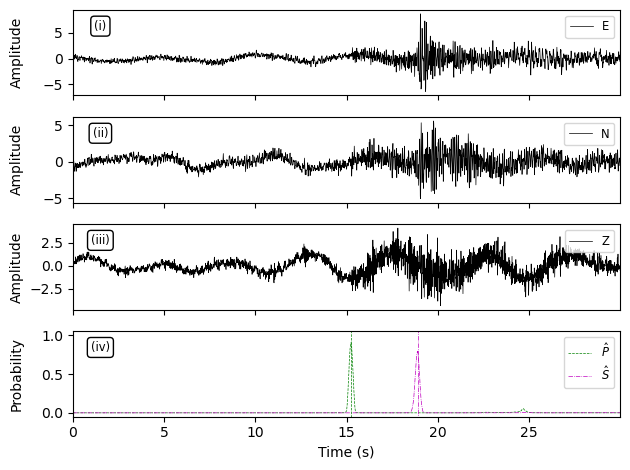 (i)
E
Amplitude
5
0
−5
(ii)
N
Amplitude
5
0
−5
(iii)
Z
Amplitude
2.5
0.0
−2.5
(iv)
P̂
Ŝ
Probability
1.0
0.5
0.0
0 5 10 15 20 25
Time (s)